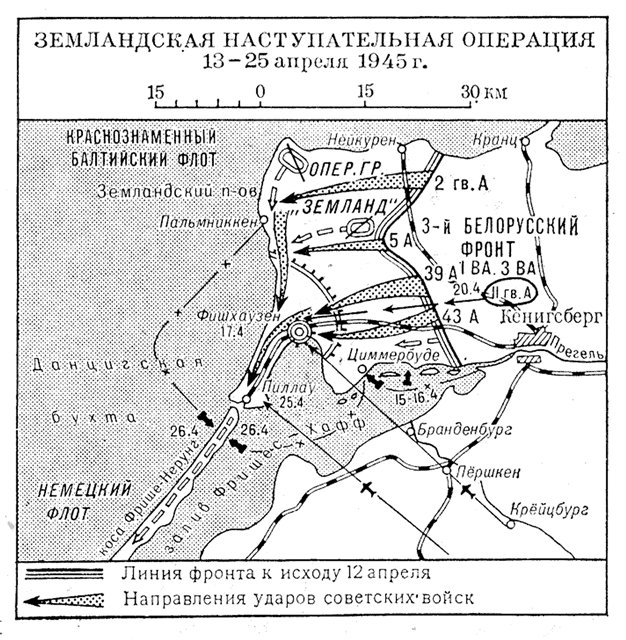 ЗЕМЛАНДСКАЯ НАСТУПАТЕЛЬНАЯ ОПЕРАЦИЯ
13–25 апреля 1945 г.
15 0 15 30 км
КРАСНОЗНАМЕННЫЙ
БАЛТИЙСКИЙ ФЛОТ
Нейкурен
Кранц
ОПЕР. ГР
„ЗЕМЛАНД"
Земландский п-ов
2 гв. А
Пальмниккен
3-й БЕЛОРУССКИЙ
ФРОНТ
5 А
39 А
1 ВА. 3 ВА
20.4
11 гв. А
Фишхаузен
17.4
43 А
Кёнигсберг
Прегель
Циммербуде
15-16.4
Данцигская
бухта
Пиллау
25.4
26.4
26.4
Бранденбург
залив Фришес-Хафф
коса Фрише-Нерунг
НЕМЕЦКИЙ
ФЛОТ
Пёршкен
Крёйцбург
Линия фронта к исходу 12 апреля
Направления ударов советских войск